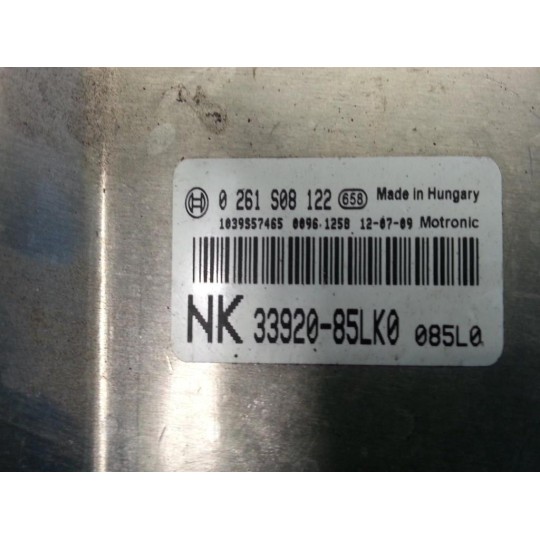 0 261 S08 122 658 Made in Hungary
1039S57465 0096 1258 12-07-09 Motronic
NK 33920-85LK0 085L0